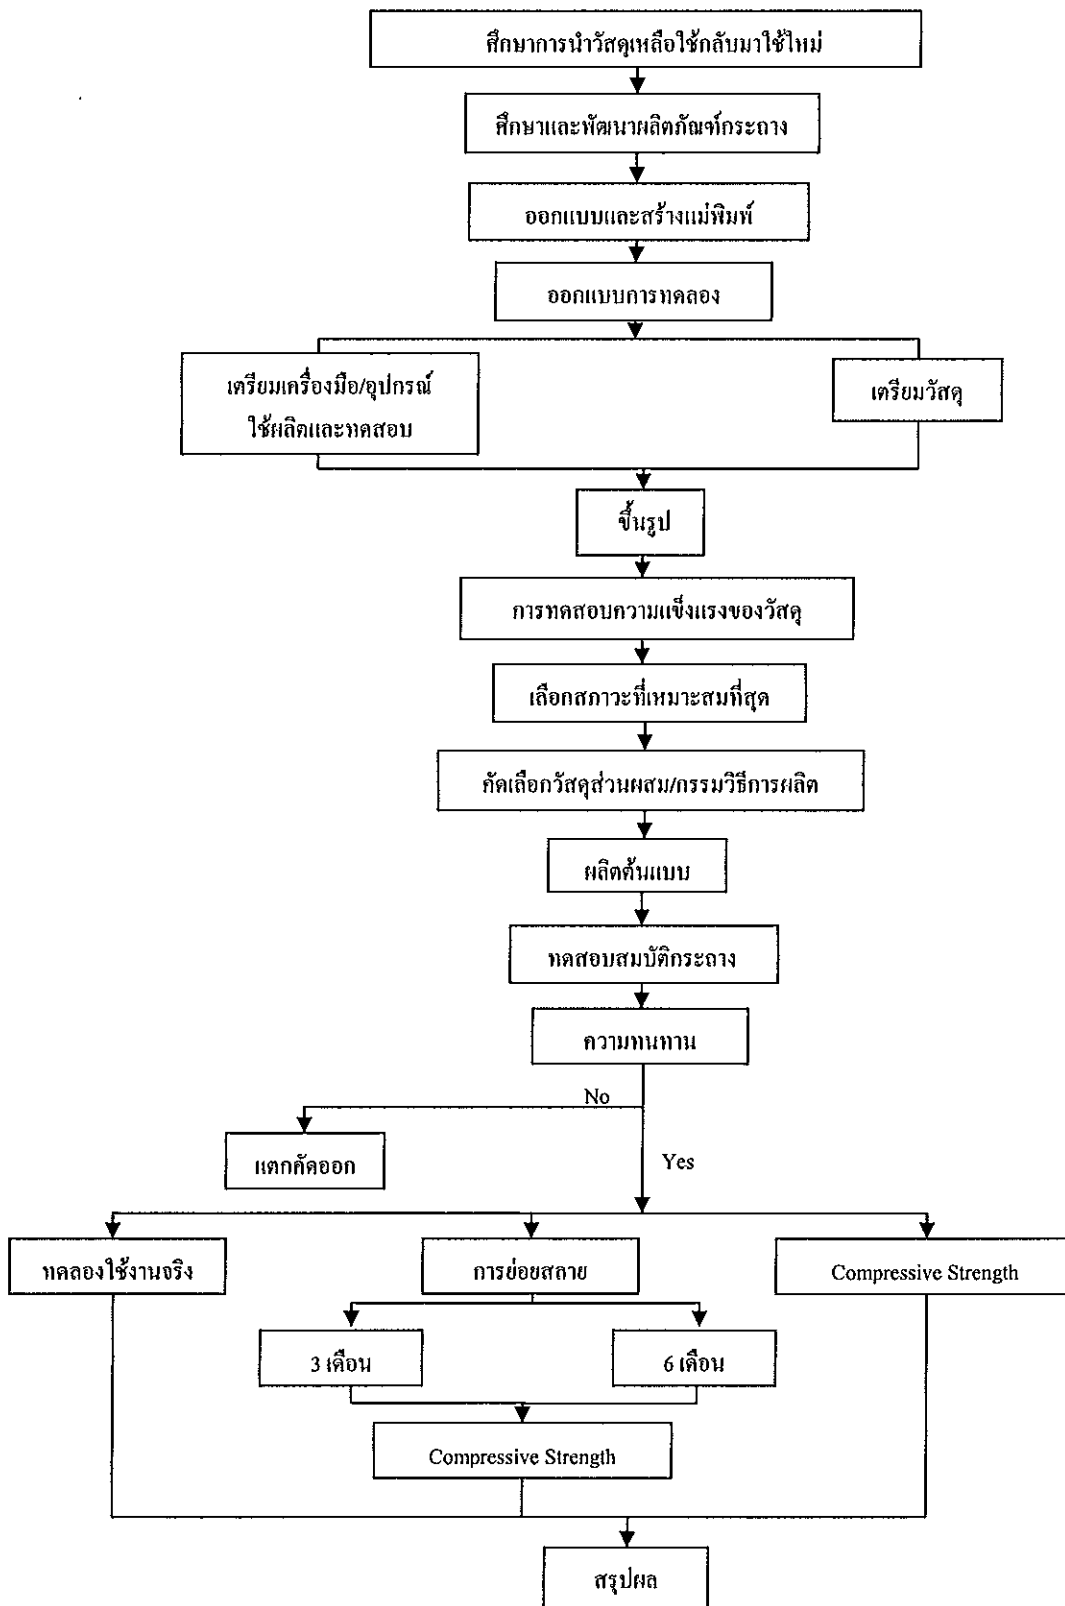 ศึกษาการนำวัสดุเหลือใช้กลับมาใช้ใหม่
ศึกษาและพัฒนาผลิตภัณฑ์กระถาง
ออกแบบและสร้างแม่พิมพ์
ออกแบบการทดลอง
เตรียมเครื่องมือ/อุปกรณ์
ใช้ผลิตและทดสอบ
เตรียมวัสดุ
ขึ้นรูป
การทดสอบความแข็งแรงของวัสดุ
เลือกสภาวะที่เหมาะสมที่สุด
คัดเลือกวัสดุส่วนผสม/กรรมวิธีการผลิต
ผลิตต้นแบบ
ทดสอบสมบัติกระถาง
ความทนทาน
No
แตกคัดออก
Yes
ทดลองใช้งานจริง
การย่อยสลาย
Compressive Strength
3 เดือน
6 เดือน
Compressive Strength
สรุปผล